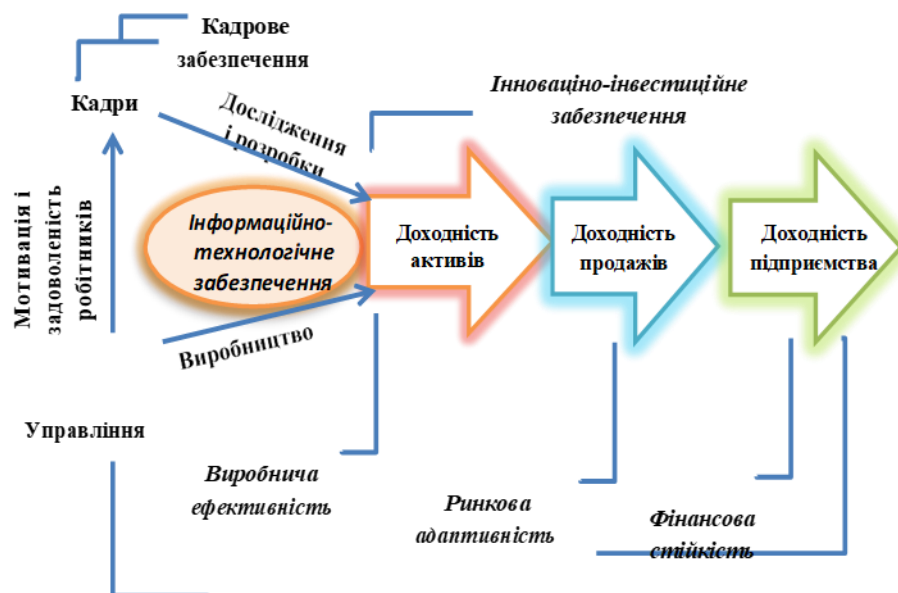 Кадрове
забезпечення
Кадри
Дослідження
і розробки
Інноваціно-інвестиційне
забезпечення
Мотивація і
задоволеність
робітників
Інформаційно-
технологічне
забезпечення
Доходність
активів
Доходність
продажів
Доходність
підприємства
Виробництво
Управління
Виробнича
ефективність
Ринкова
адаптивність
Фінансова
стійкість